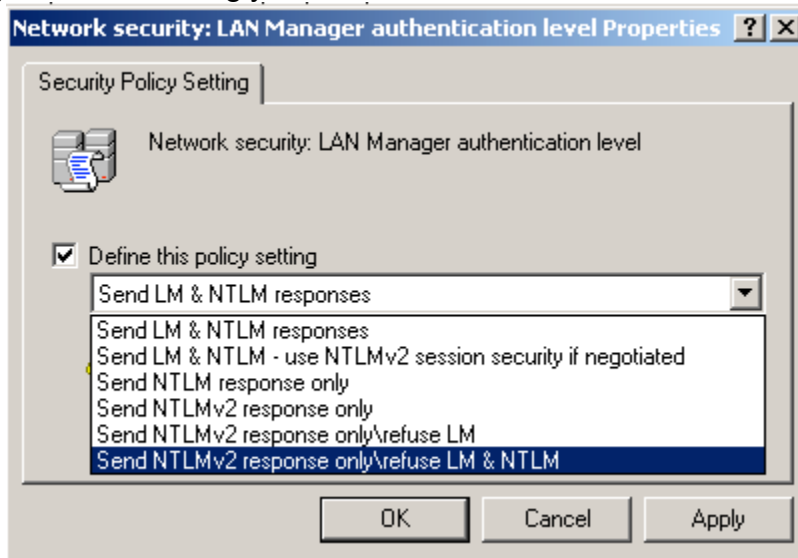 Network security: LAN Manager authentication level Properties
Security Policy Setting
Network security: LAN Manager authentication level
Define this policy setting
Send LM & NTLM responses
Send LM & NTLM responses
Send LM & NTLM - use NTLMv2 session security if negotiated
Send NTLM response only
Send NTLMv2 response only
Send NTLMv2 response only\refuse LM
Send NTLMv2 response only\refuse LM & NTLM
OK Cancel Apply